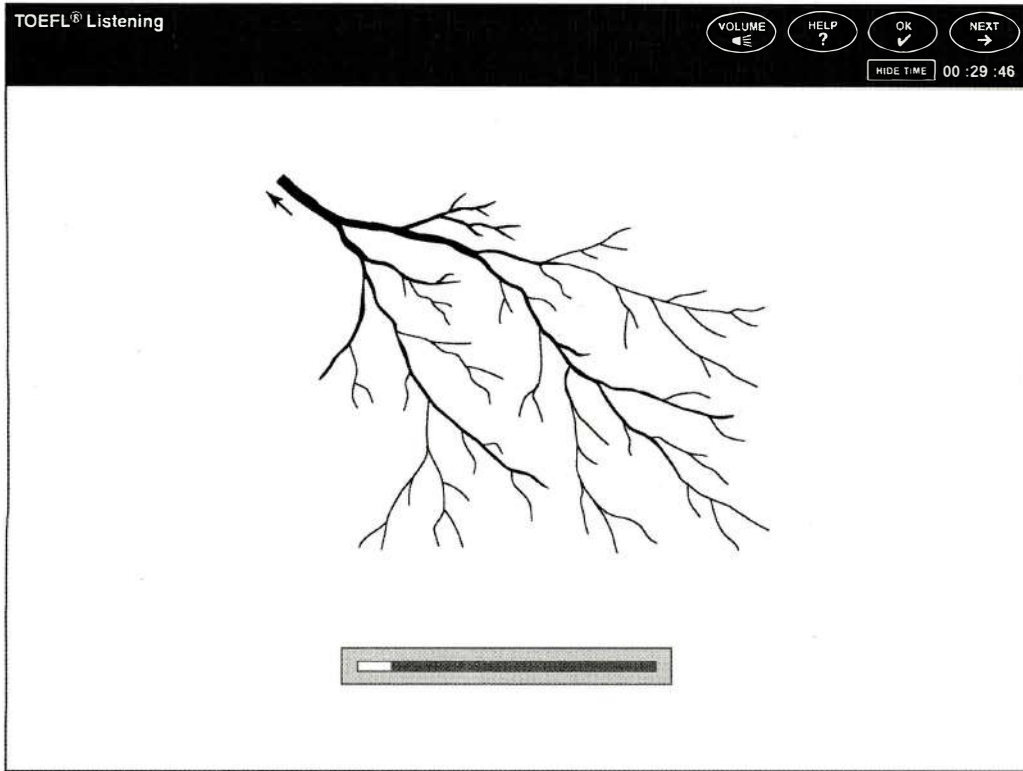 TOEFL® Listening
VOLUME
HELP
?
OK
NEXT
HIDE TIME 00 :29 :46